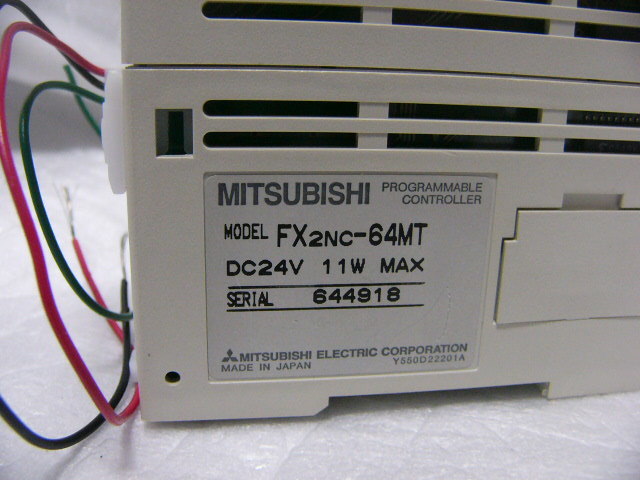 MITSUBISHI PROGRAMMABLE CONTROLLER
MODEL FX2NC-64MT
DC24V 11W MAX
SERIAL 644918
MITSUBISHI ELECTRIC CORPORATION
MADE IN JAPAN Y550D22201A